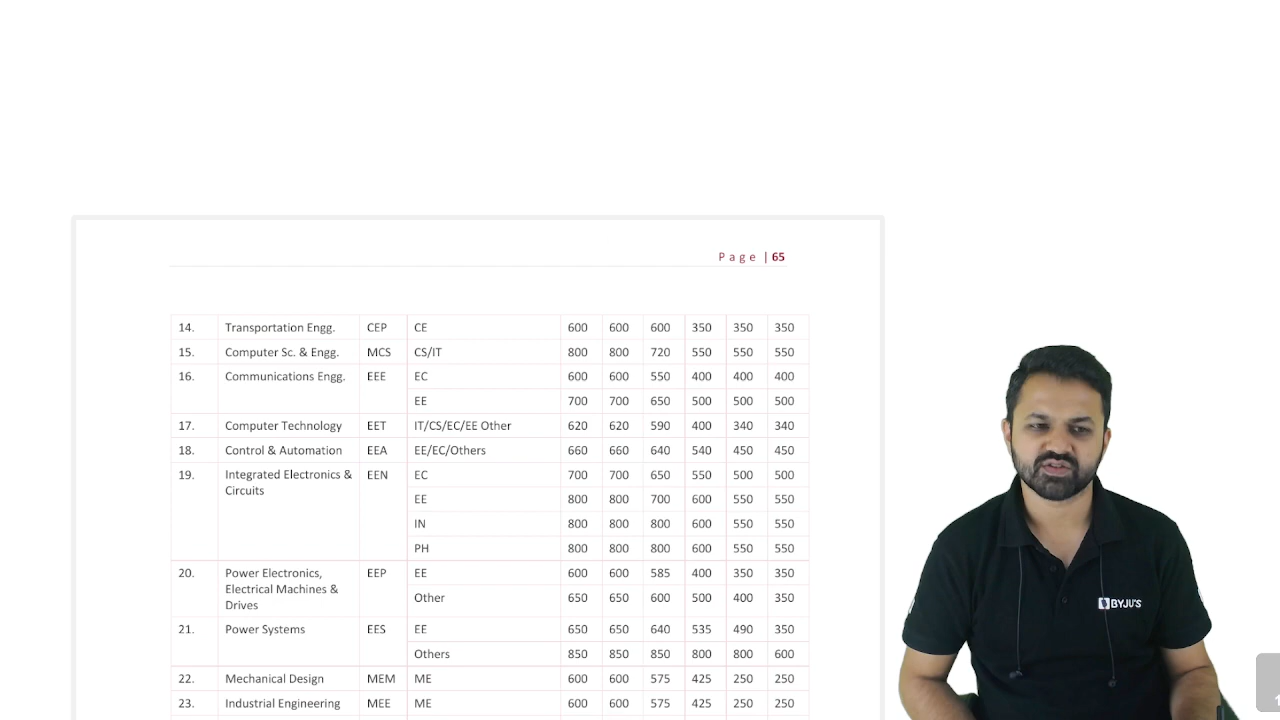 Page | 65
14. Transportation Engg. CEP CE 600 600 600 350 350 350
15. Computer Sc. & Engg. MCS CS/IT 800 800 720 550 550 550
16. Communications Engg. EEE EC 600 600 550 400 400 400
EE 700 700 650 500 500 500
17. Computer Technology EET IT/CS/EC/EE Other 620 620 590 400 340 340
18. Control & Automation EEA EE/EC/Others 660 660 640 540 450 450
19. Integrated Electronics & EEN EC 700 700 650 550 500 500
Circuits
EE 800 800 700 600 550 550
IN 800 800 800 600 550 550
PH 800 800 800 600 550 550
20. Power Electronics, EEP EE 600 600 585 400 350 350
Electrical Machines &
Other 650 650 600 500 400 350
Drives
21. Power Systems EES EE 650 650 640 535 490 350
Others 850 850 850 800 800 600
22. Mechanical Design MEM ME 600 600 575 425 250 250
23. Industrial Engineering MEE ME 600 600 575 425 250 250
BYJU'S